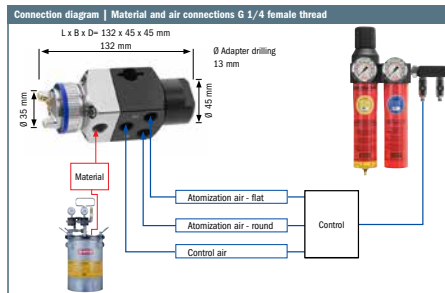 Connection diagram | Material and air connections G 1/4 female thread
L x B x D= 132 x 45 x 45 mm
132 mm
Ø Adapter drilling
13 mm
Ø 35 mm
Ø 45 mm
Material
Atomization air - flat
Atomization air - round
Control air
Control